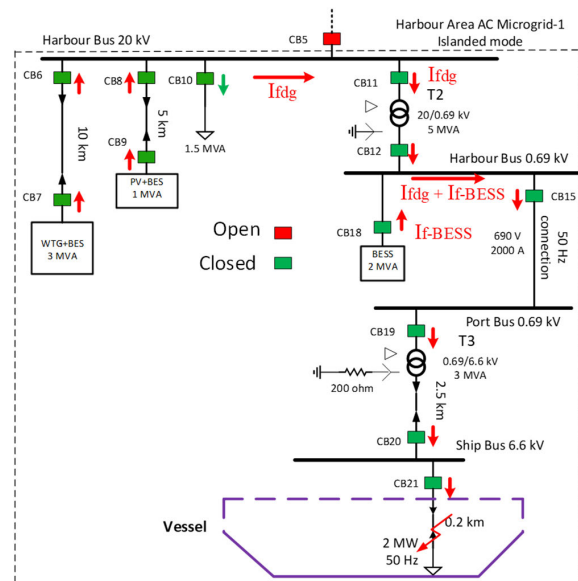 Harbour Area AC Microgrid-1
Islanded mode
CB5
Harbour Bus 20 kV
CB6
CB8
CB10
Ifdg
CB11
Ifdg
T2
20/0.69 kV
5 MVA
10 km
5 km
CB9
1.5 MVA
CB12
PV+BES
1 MVA
Harbour Bus 0.69 kV
CB7
Ifdg + If-BESS
CB15
WTG+BES
3 MVA
Open
Closed
CB18
If-BESS
BESS
2 MVA
690 V
2000 A
50 Hz
connection
Port Bus 0.69 kV
CB19
T3
0.69/6.6 kV
3 MVA
200 ohm
2.5 km
CB20
Ship Bus 6.6 kV
CB21
Vessel
0.2 km
2 MW
50 Hz